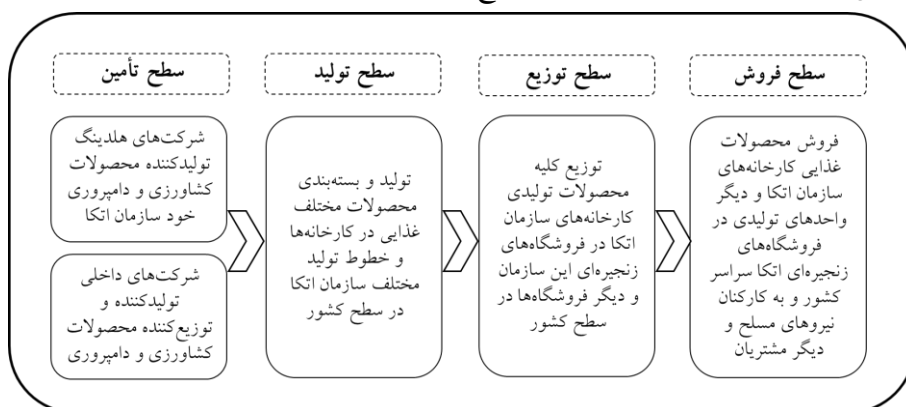 سطح تأمین
شرکت‌های هلدینگ
تولیدکننده محصولات
کشاورزی و دامپروری
خود سازمان اتکا
شرکت‌های داخلی
تولیدکننده و
توزیع‌کننده محصولات
کشاورزی و دامپروری
سطح تولید
تولید و بسته‌بندی
محصولات مختلف
غذایی در کارخانه‌ها
و خطوط تولید
مختلف سازمان اتکا
در سطح کشور
سطح توزیع
توزیع کلیه
محصولات تولیدی
کارخانه‌های سازمان
اتکا در فروشگاه‌های
زنجیره‌ای این سازمان
و دیگر فروشگاه‌ها در
سطح کشور
سطح فروش
فروش محصولات
غذایی کارخانه‌های
سازمان اتکا و دیگر
واحدهای تولیدی در
فروشگاه‌های
زنجیره‌ای اتکا سراسر
کشور و به کارکنان
نیروهای مسلح و
دیگر مشتریان